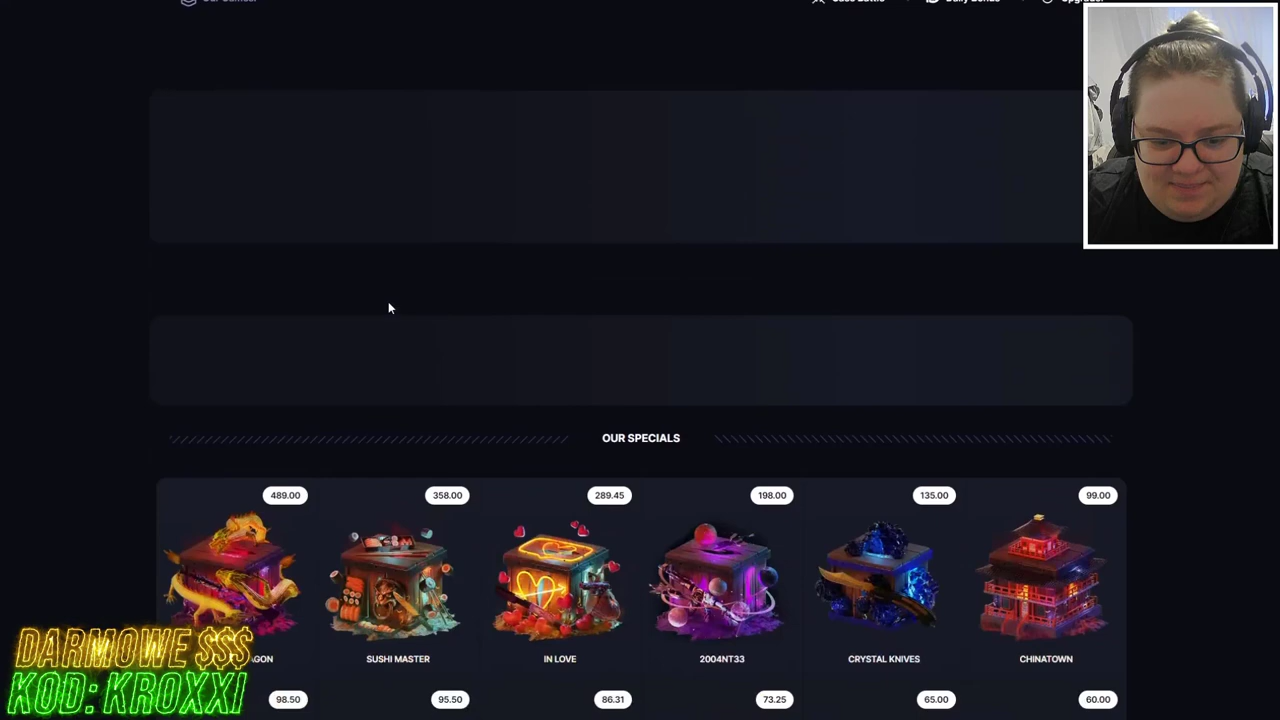 OUR SPECIALS
489.00
358.00
289.45
198.00
135.00
99.00
SUSHI MASTER
IN LOVE
2004NT33
CRYSTAL KNIVES
CHINATOWN
98.50
95.50
86.31
73.25
65.00
60.00
DARMOWE $$$
KOD: KROXXI